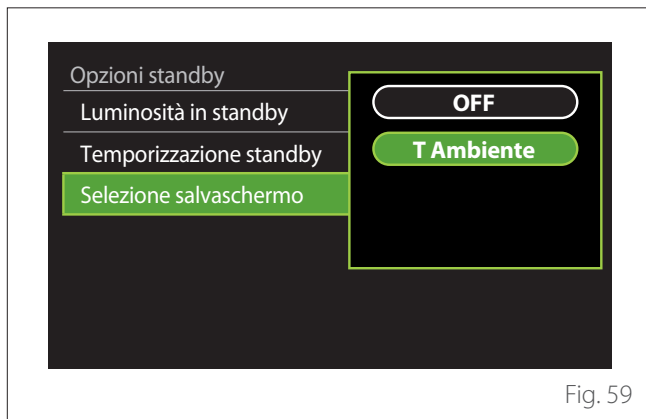 Opzioni standby
Luminosità in standby
Temporizzazione standby
Selezione salvaschermo
OFF
T Ambiente
Fig. 59